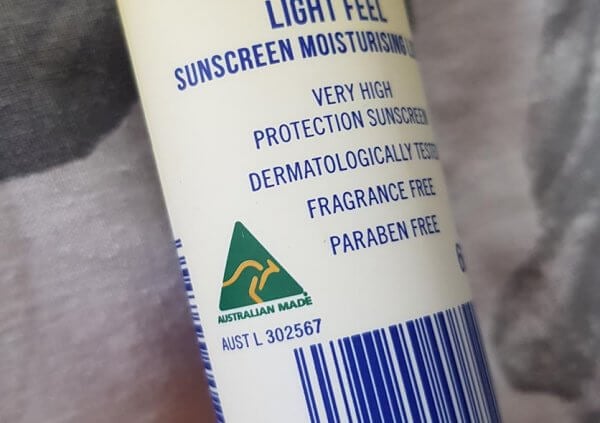 LIGHT FEEL
SUNSCREEN MOISTURISING
VERY HIGH
PROTECTION SUNSCREEN
DERMATOLOGICALLY TESTED
FRAGRANCE FREE
PARABEN FREE
AUSTRALIAN MADE
AUST L 302567